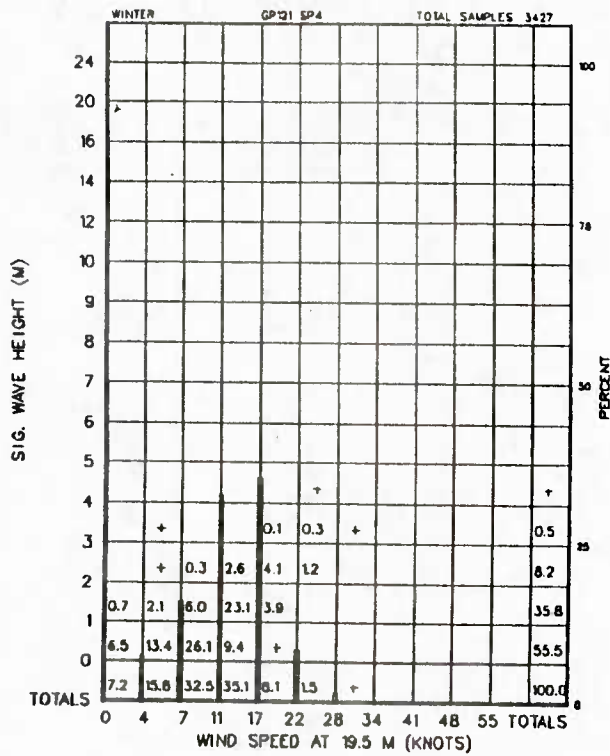 WINTER GP121 SP4 TOTAL SAMPLES 3427
24
20
16
14
12
10
9
8
7
6
5
4 + +
+ 0.1 0.3 + 0.5
3
+ 0.3 2.6 4.1 1.2 8.2
2
0.7 2.1 6.0 23.1 3.9 35.8
1
6.5 13.4 26.1 9.4 + 55.5
0
TOTALS 7.2 15.6 32.5 35.1 8.1 1.5 + 100.0
0 4 7 11 17 22 28 34 41 48 55 TOTALS
WIND SPEED AT 19.5 M (KNOTS)
SIG. WAVE HEIGHT (M)
100
75
50
25
0
PERCENT